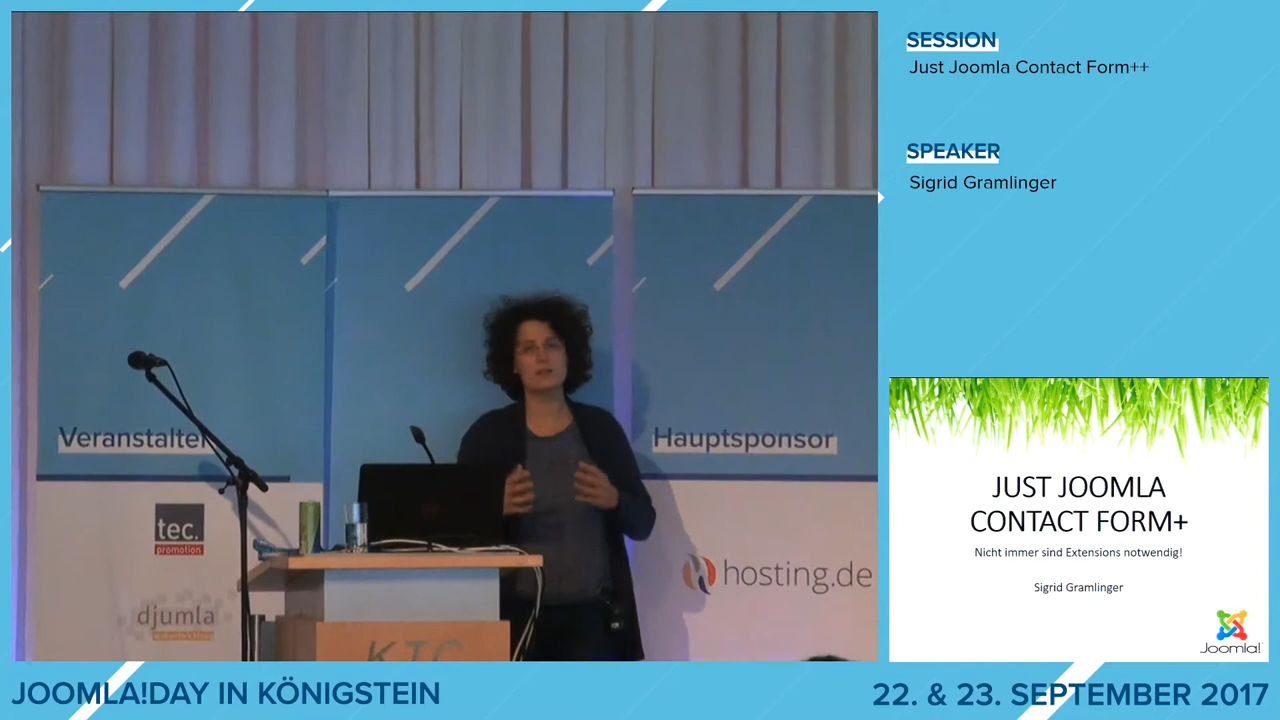 SESSION
Just Joomla Contact Form++
SPEAKER
Sigrid Gramlinger
Veranstalter
Hauptsponsor
tec.
promotion
djumla
hosting.de
KTC
JUST JOOMLA
CONTACT FORM+
Nicht immer sind Extensions notwendig!
Sigrid Gramlinger
Joomla!
JOOMLA!DAY IN KÖNIGSTEIN
22. & 23. SEPTEMBER 2017